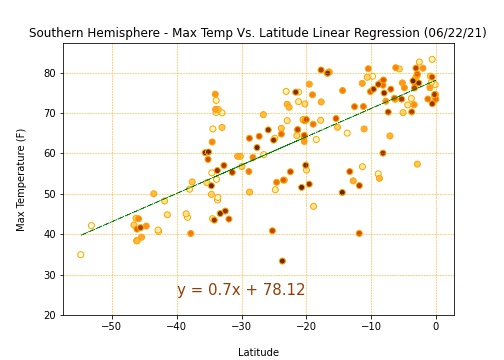 Southern Hemisphere - Max Temp Vs. Latitude Linear Regression (06/22/21)
Max Temperature (F)
80
70
60
50
40
30
20
y = 0.7x + 78.12
−50 −40 −30 −20 −10 0
Latitude